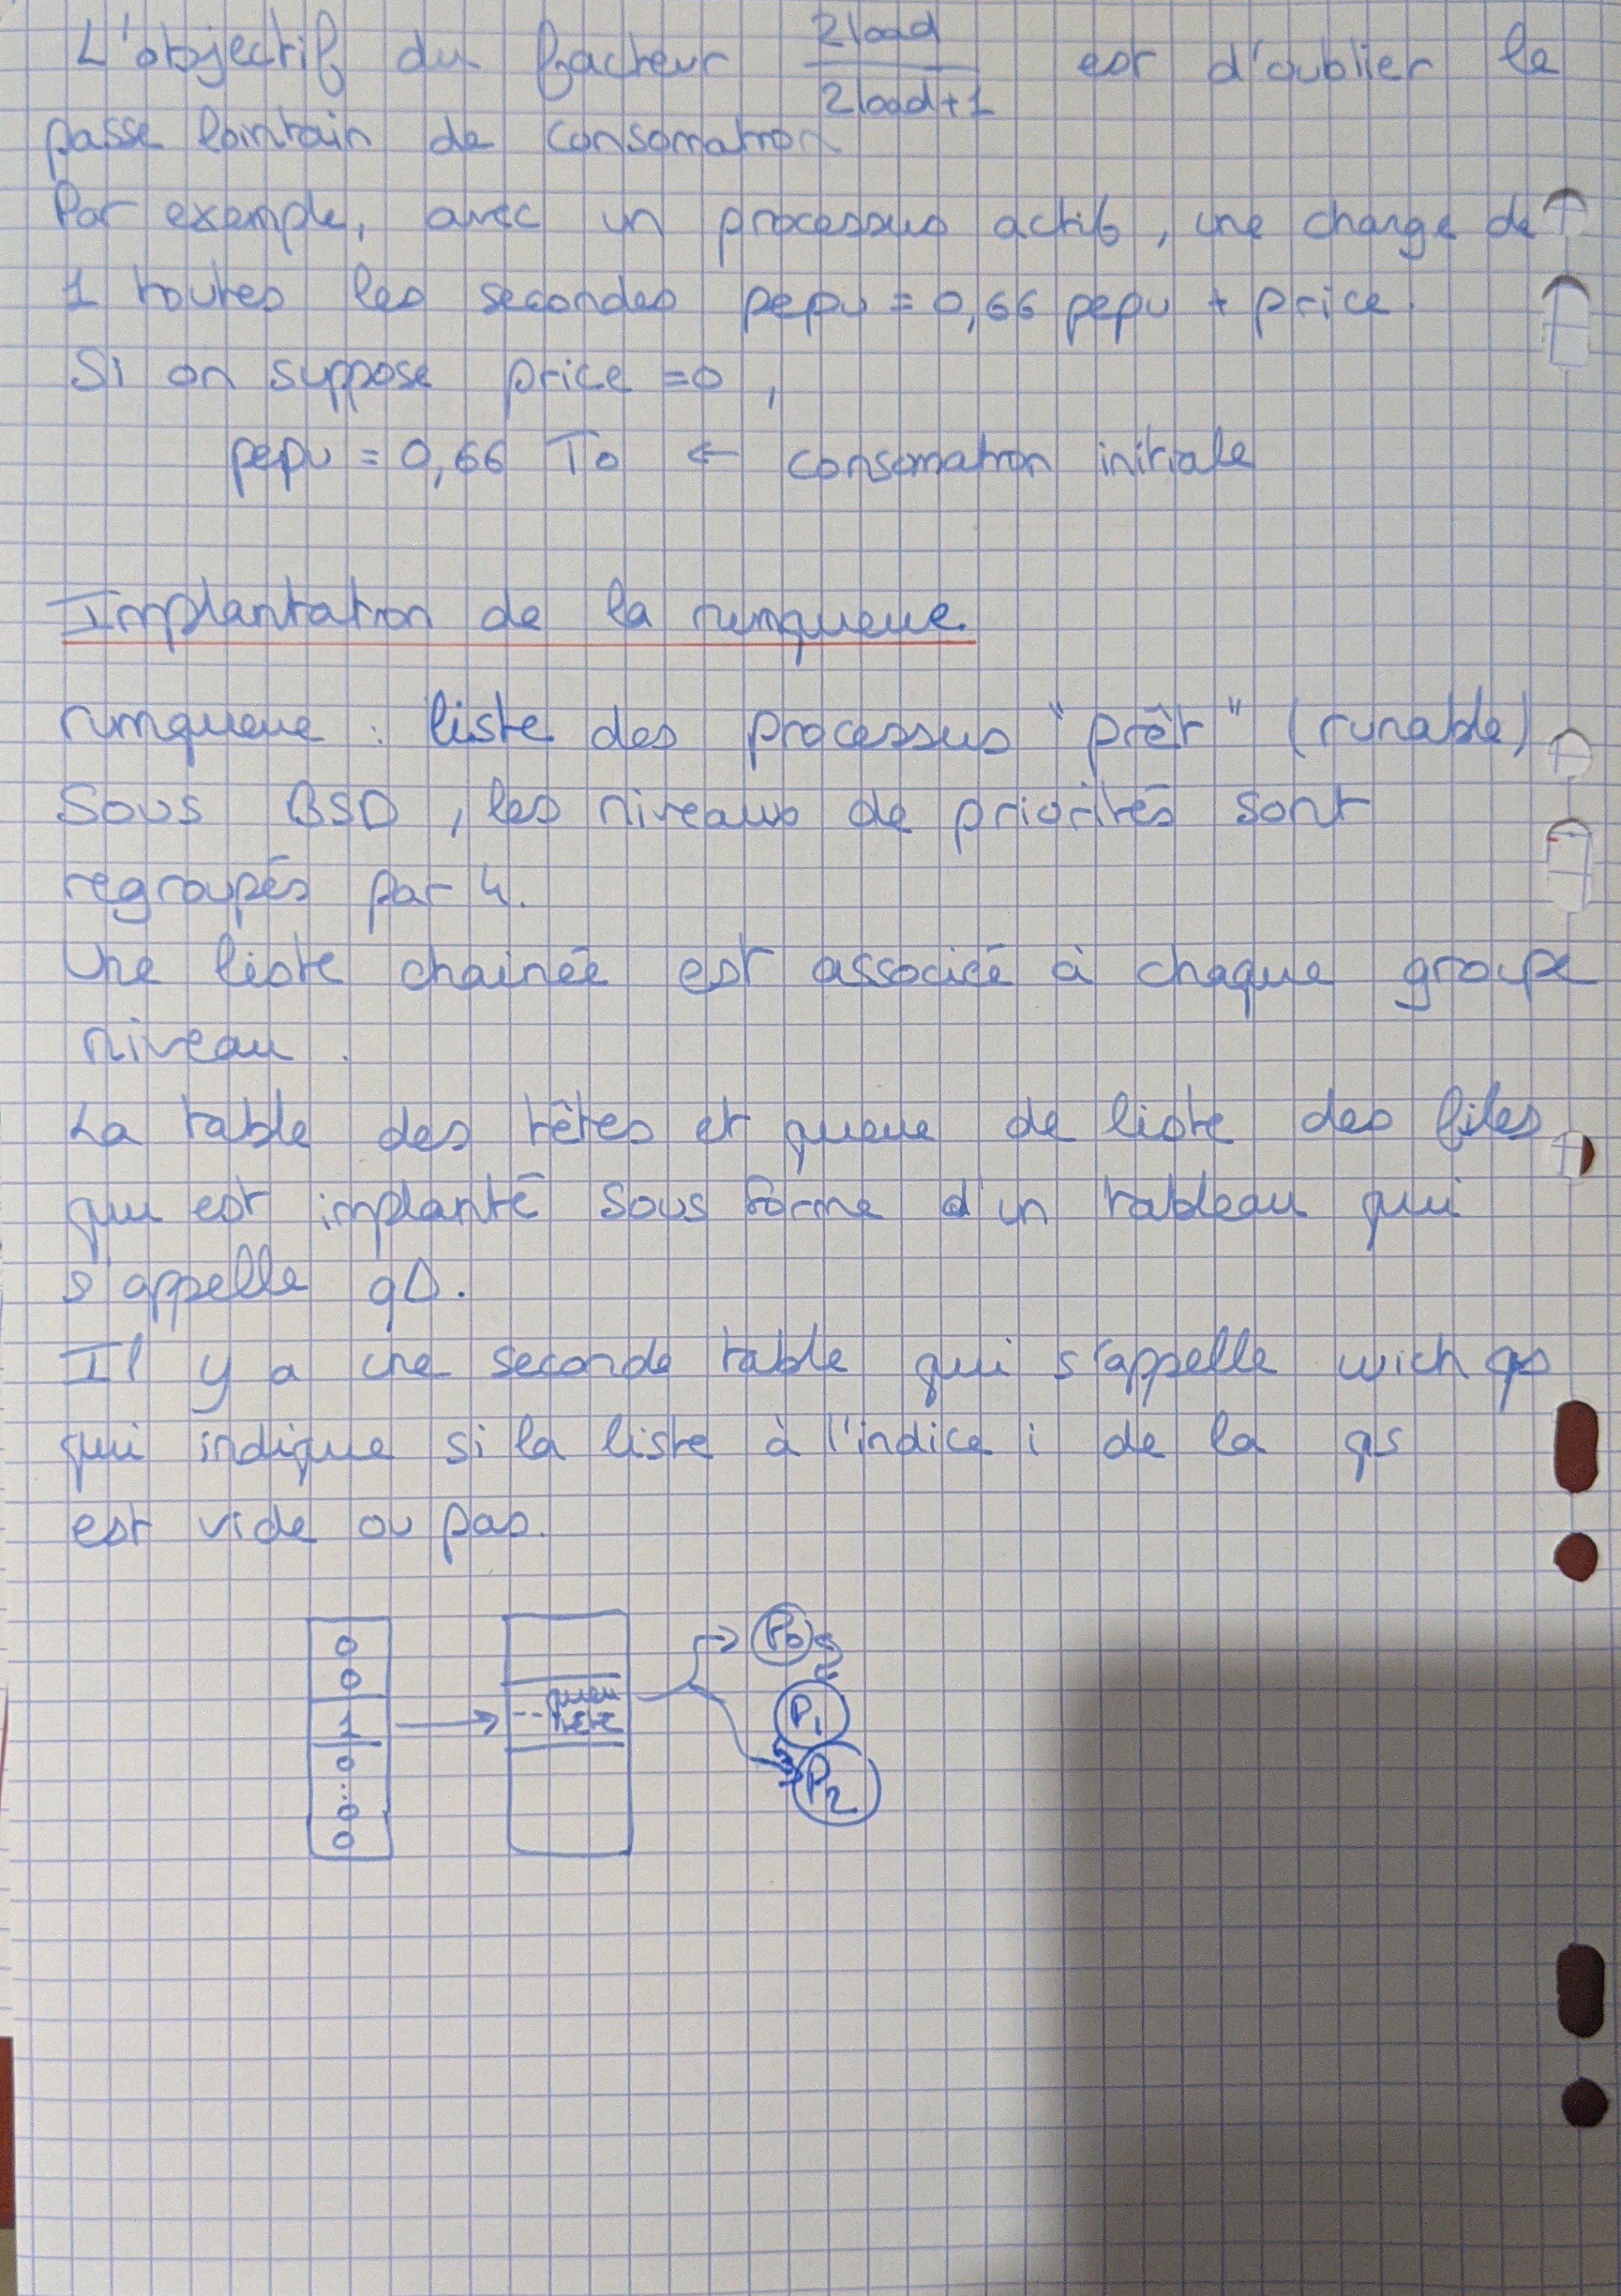 L'objectif du facteur 2load / 2load+1 est d'oublier le
passe lointain de consomation
Par exemple, avec un processus actif, une charge de
1 toutes les secondes pcpu = 0,66 pcpu + price.
Si on suppose price = 0,
pcpu = 0,66 To ← consomation initiale
Implantation de la runqueue.
runqueue : liste des processus "prêt" (runable)
Sous BSD, les niveaux de priorités sont
regroupés par 4.
Une liste chainée est associée à chaque groupe
niveau.
La table des têtes et queue de liste des files
qui est implanté sous forme d'un tableau qui
s'appelle qs.
Il y a une seconde table qui s'appelle wich qs
qui indique si la liste à l'indice i de la qs
est vide ou pas.
0
0
1
0
...
0
0
queu
tête
P0
P1
P2